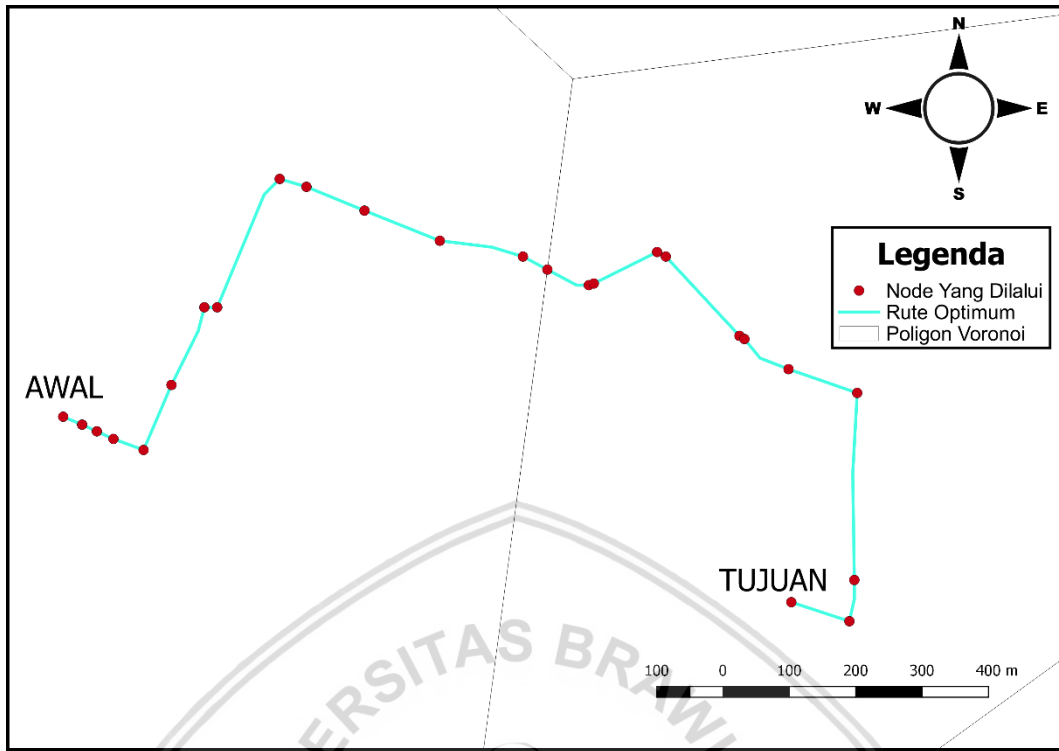 N
W
E
S
Legenda
Node Yang Dilalui
Rute Optimum
Poligon Voronoi
AWAL
TUJUAN
100 0 100 200 300 400 m
ERSITAS BRAW